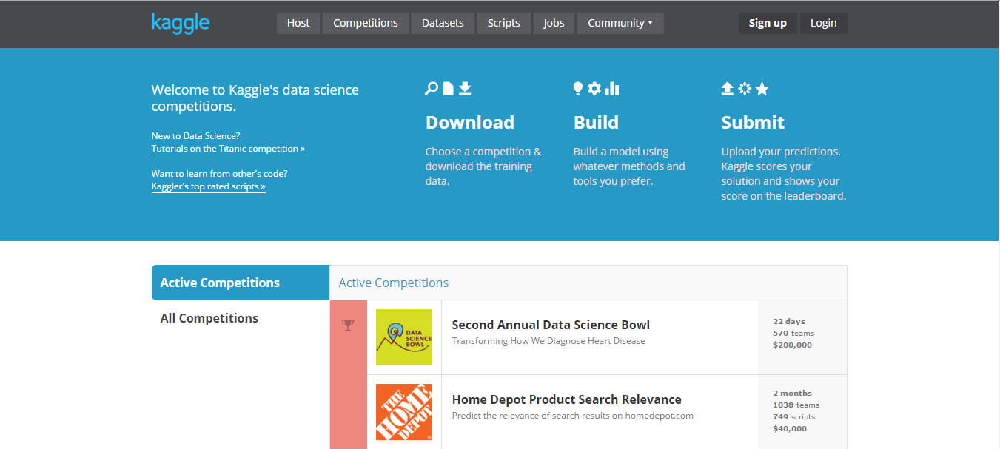 kaggle
Host
Competitions
Datasets
Scripts
Jobs
Community
Sign up
Login
Welcome to Kaggle's data science
competitions.
New to Data Science?
Tutorials on the Titanic competition »
Want to learn from other's code?
Kaggler's top rated scripts »
Download
Choose a competition &
download the training
data.
Build
Build a model using
whatever methods and
tools you prefer.
Submit
Upload your predictions.
Kaggle scores your
solution and shows your
score on the leaderboard.
Active Competitions
All Competitions
Active Competitions
DATA
SCIENCE
BOWL
Second Annual Data Science Bowl
Transforming How We Diagnose Heart Disease
22 days
570 teams
$200,000
THE
HOME
DEPOT
Home Depot Product Search Relevance
Predict the relevance of search results on homedepot.com
2 months
1038 teams
749 scripts
$40,000